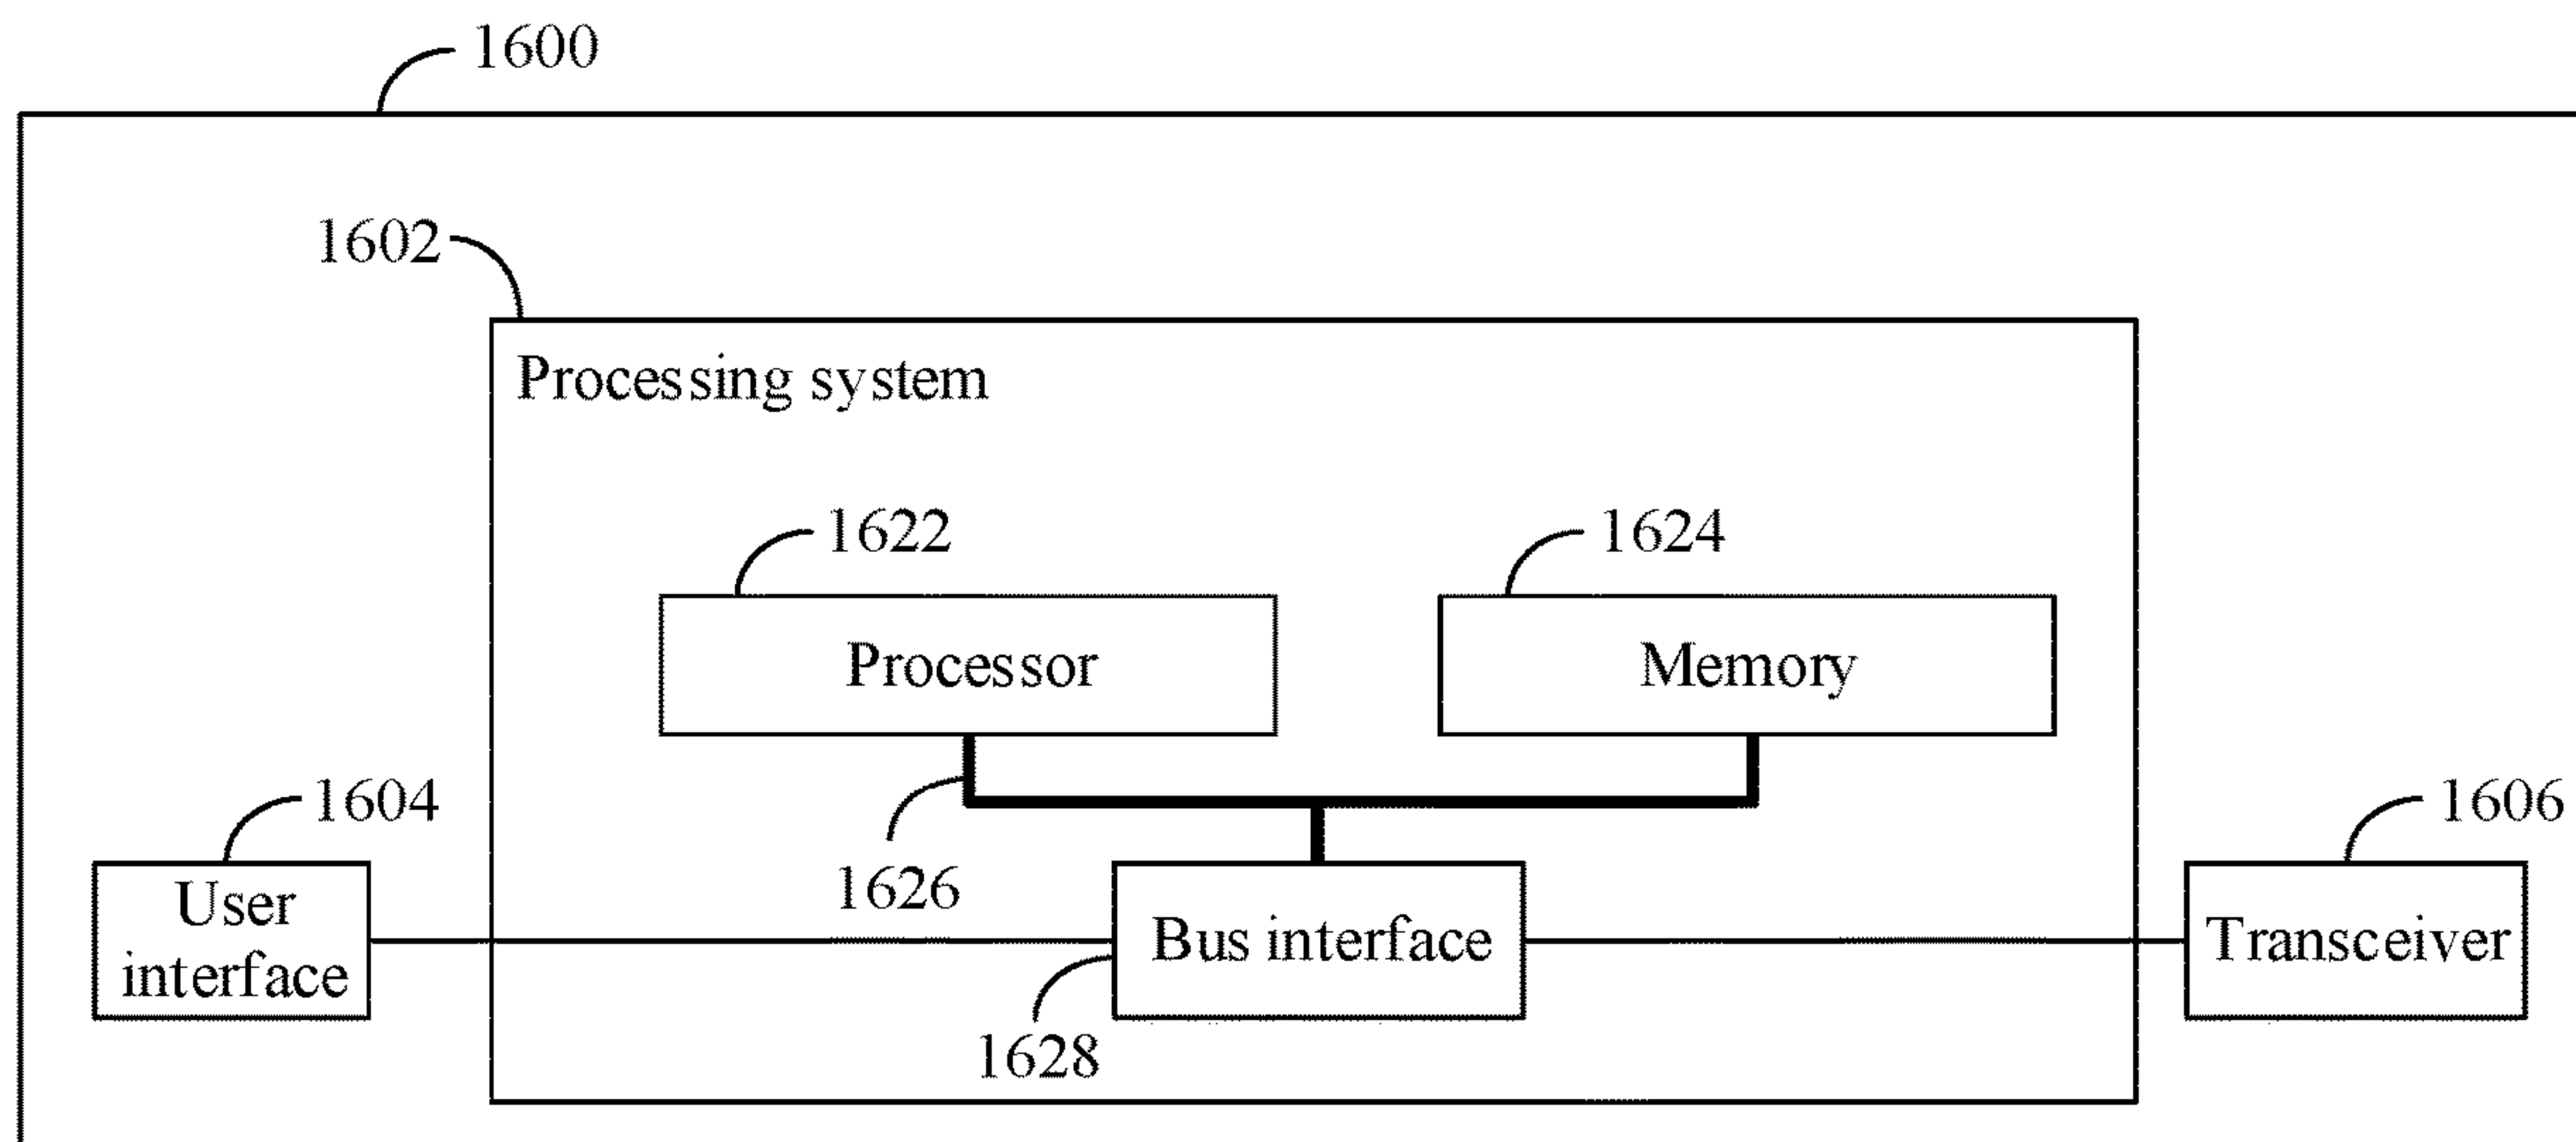 1600
1602
Processing system
1622
1624
Processor
Memory
1604
1606
1626
User
interface
Bus interface
Transceiver
1628